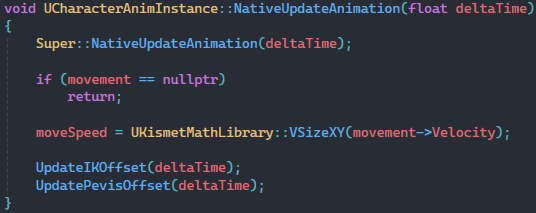 void UCharacterAnimInstance::NativeUpdateAnimation(float deltaTime)
{
Super::NativeUpdateAnimation(deltaTime);
if (movement == nullptr)
return;
moveSpeed = UKismetMathLibrary::VSizeXY(movement->Velocity);
UpdateIKOffset(deltaTime);
UpdatePevisOffset(deltaTime);
}